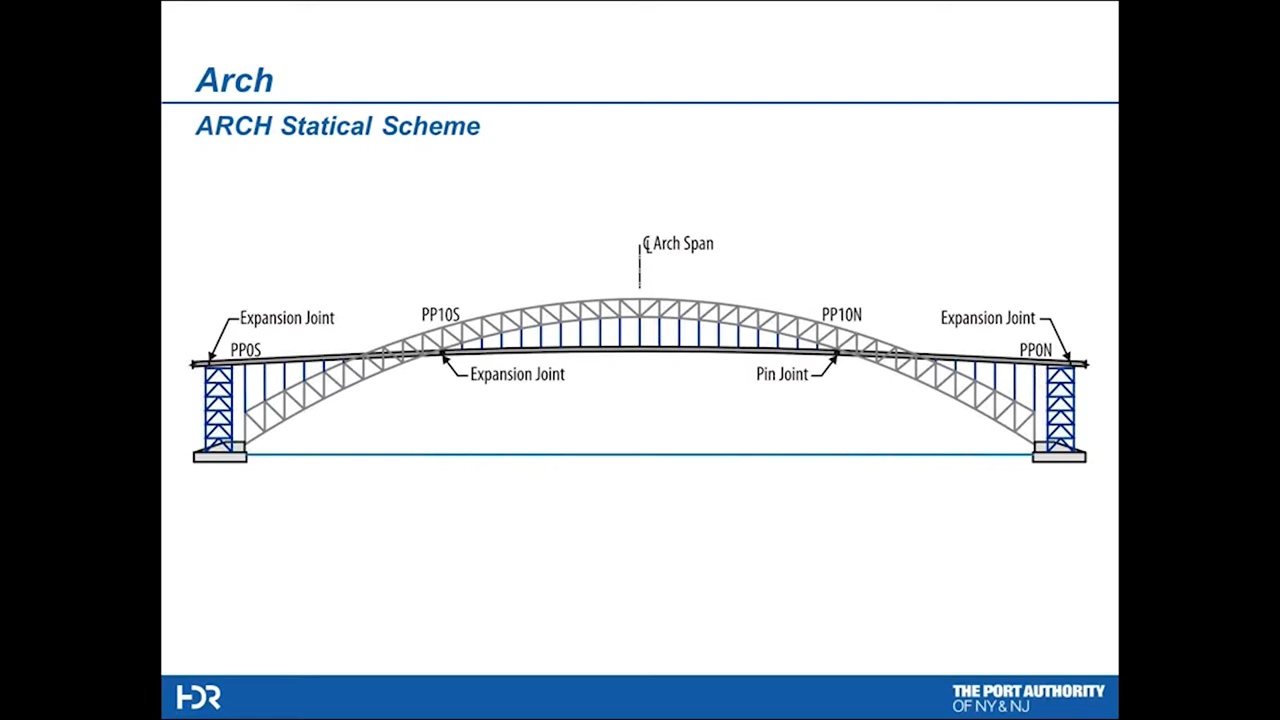 Arch
ARCH Statical Scheme
℄ Arch Span
Expansion Joint
PP10S
PP10N
Expansion Joint
PP0S
PP0N
Expansion Joint
Pin Joint
HDR
THE PORT AUTHORITY
OF NY & NJ